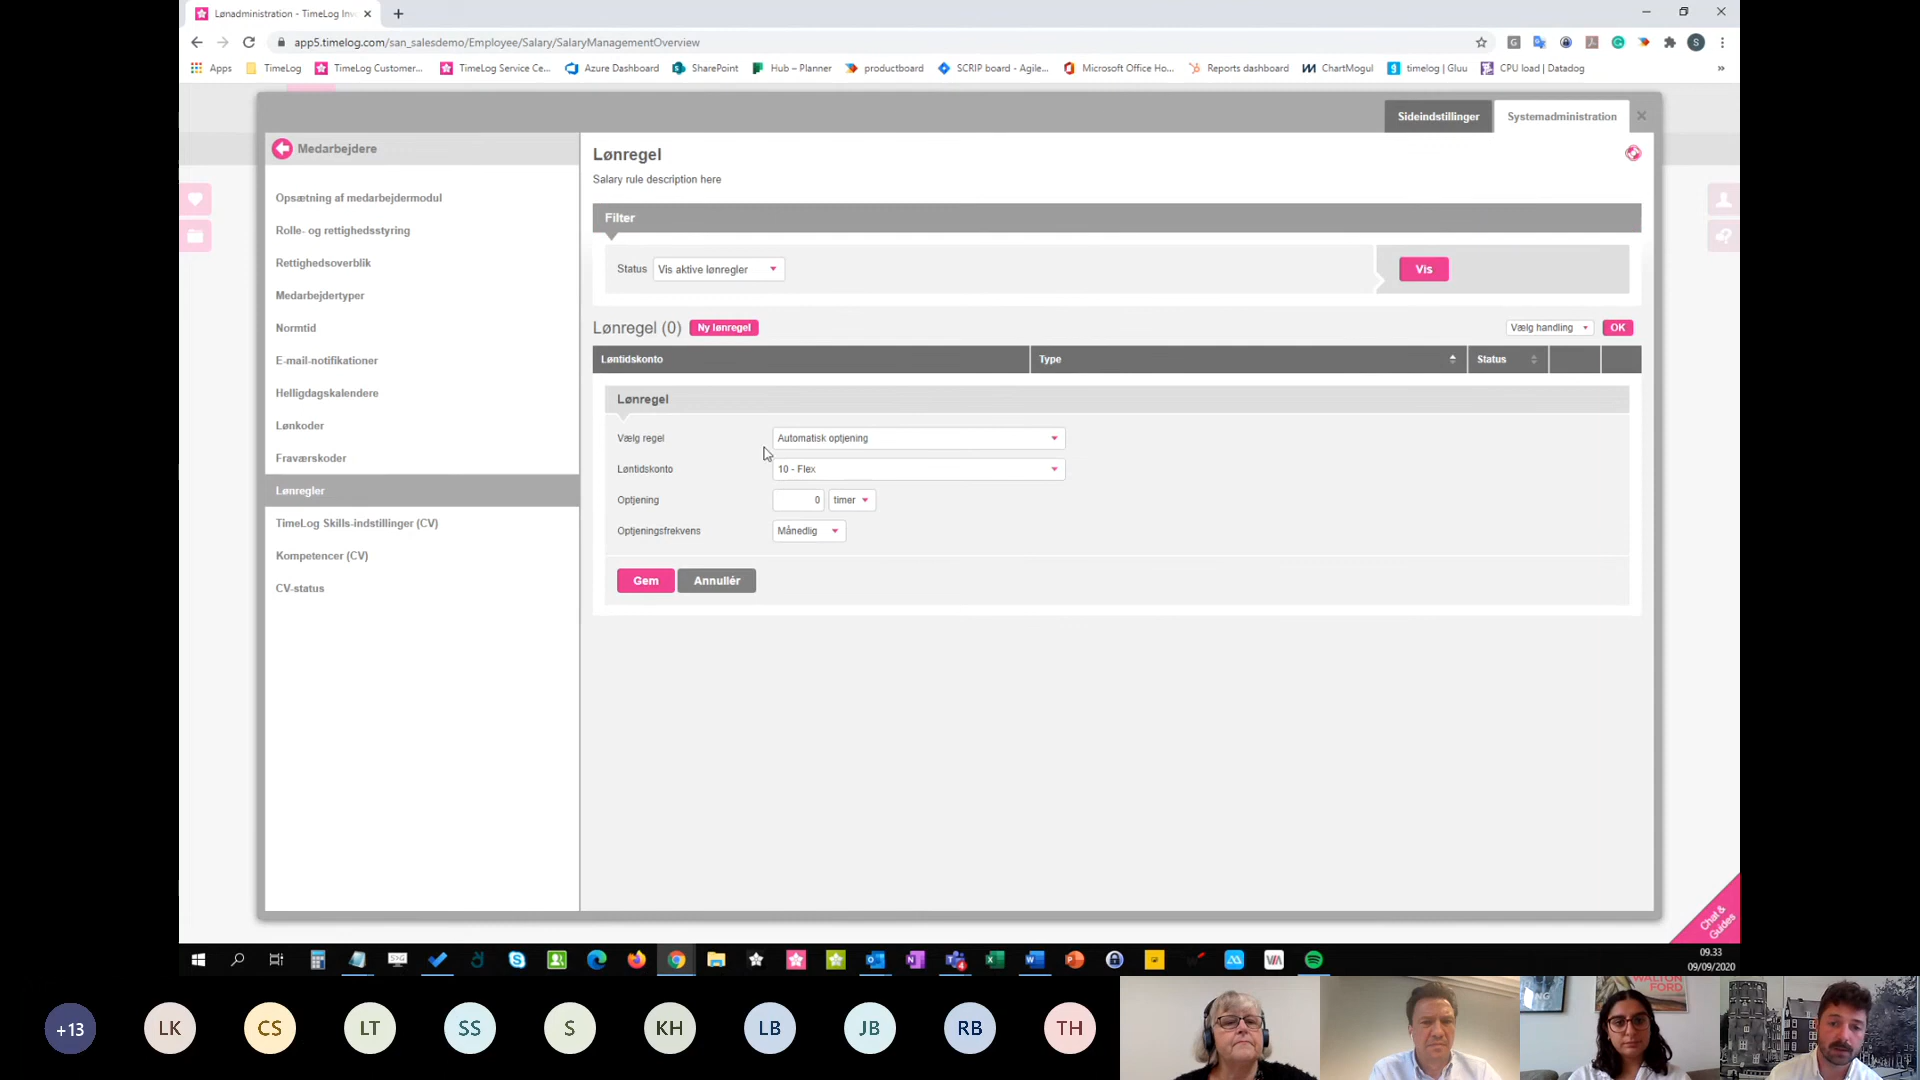 Lønadministration - TimeLog Inv
app5.timelog.com/san_salesdemo/Employee/Salary/SalaryManagementOverview
Apps TimeLog TimeLog Customer... TimeLog Service Ce... Azure Dashboard SharePoint Hub – Planner productboard SCRIP board - Agile... Microsoft Office Ho... Reports dashboard ChartMogul timelog | Gluu CPU load | Datadog »
Sideindstillinger Systemadministration
Medarbejdere
Opsætning af medarbejdermodul
Rolle- og rettighedsstyring
Rettighedsoverblik
Medarbejdertyper
Normtid
E-mail-notifikationer
Helligdagskalendere
Lønkoder
Fraværskoder
Lønregler
TimeLog Skills-indstillinger (CV)
Kompetencer (CV)
CV-status
Lønregel
Salary rule description here
Filter
Status Vis aktive lønregler Vis
Lønregel (0) Ny lønregel Vælg handling OK
Løntidskonto Type Status
Lønregel
Vælg regel Automatisk optjening
Løntidskonto 10 - Flex
Optjening 0 timer
Optjeningsfrekvens Månedlig
Gem Annullér
Chat &
Guides
09.33
09/09/2020
+13 LK CS LT SS S KH LB JB RB TH
WALTON
FORD